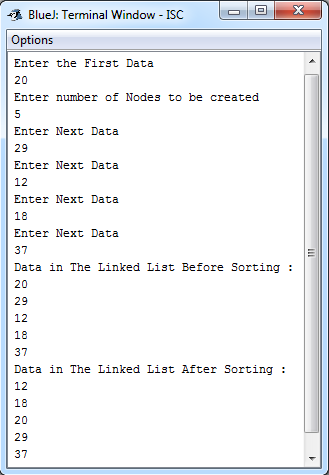 BlueJ: Terminal Window - ISC
Options
Enter the First Data
20
Enter number of Nodes to be created
5
Enter Next Data
29
Enter Next Data
12
Enter Next Data
18
Enter Next Data
37
Data in The Linked List Before Sorting :
20
29
12
18
37
Data in The Linked List After Sorting :
12
18
20
29
37